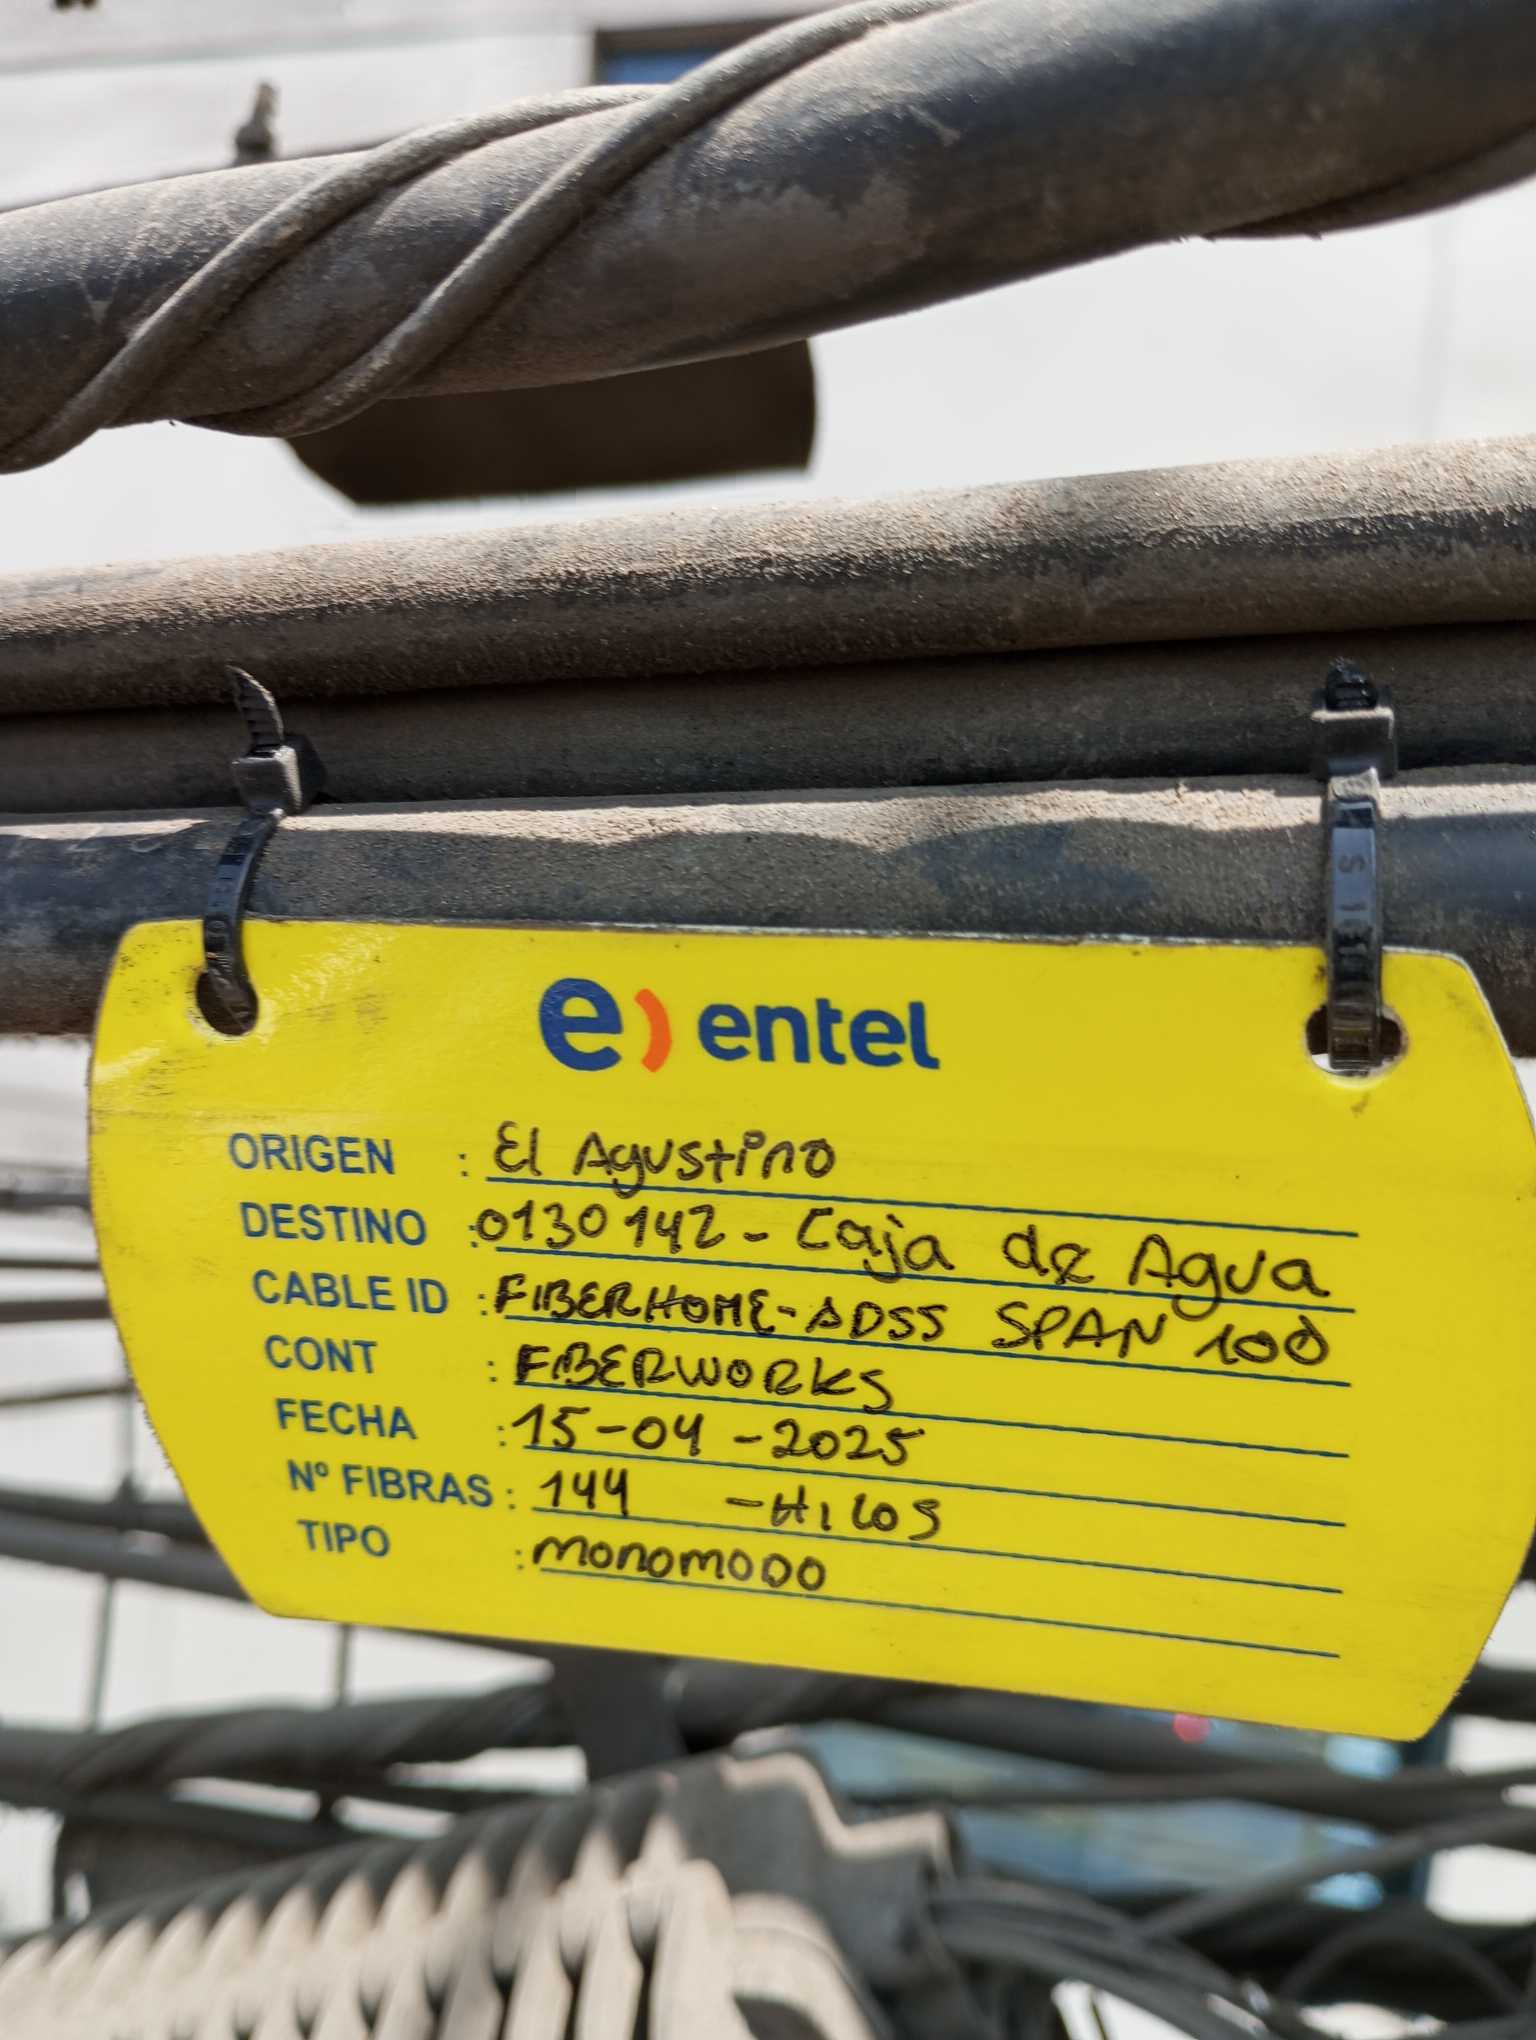 e) entel
ORIGEN : El Agustino
DESTINO : 0130142 - Caja de Agua
CABLE ID : FIBERHOME-ADSS SPAN 100
CONT : FIBERWORKS
FECHA : 15-04-2025
Nº FIBRAS : 144 - Hilos
TIPO : monomodo